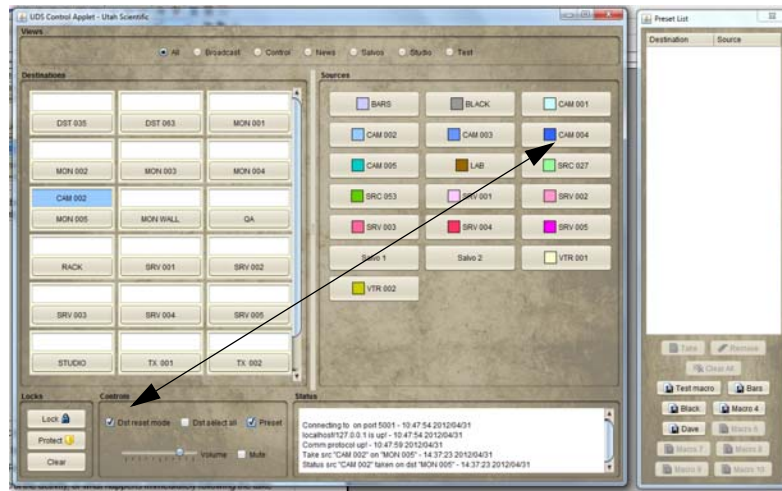 UDS Control Applet - Utah Scientific
Views
All Broadcast Control News Salvos Studio Test
Destinations
DST 035 DST 063 MON 001
MON 002 MON 003 MON 004
CAM 002
MON 005 MON WALL QA
RACK SRV 001 SRV 002
SRV 003 SRV 004 SRV 005
STUDIO TX 001 TX 002
Sources
BARS BLACK CAM 001
CAM 002 CAM 003 CAM 004
CAM 005 LAB SRC 027
SRC 053 SRV 001 SRV 002
SRV 003 SRV 004 SRV 005
Salvo 1 Salvo 2 VTR 001
VTR 002
Locks
Lock
Protect
Clear
Controls
Dst reset mode Dst select all Preset
Volume Mute
Status
Connecting to on port 5001 - 10:47:54 2012/04/31
localhost/127.0.0.1 is up! - 10:47:54 2012/04/31
Comm protocol up! - 10:47:59 2012/04/31
Take src "CAM 002" on "MON 005" - 14:37:23 2012/04/31
Status src "CAM 002" taken on dst "MON 005" - 14:37:23 2012/04/31
Preset List
Destination Source
Take Remove
Clear All
Test macro Bars
Black Macro 4
Dave Macro 6
Macro 7 Macro 8
Macro 9 Macro 10